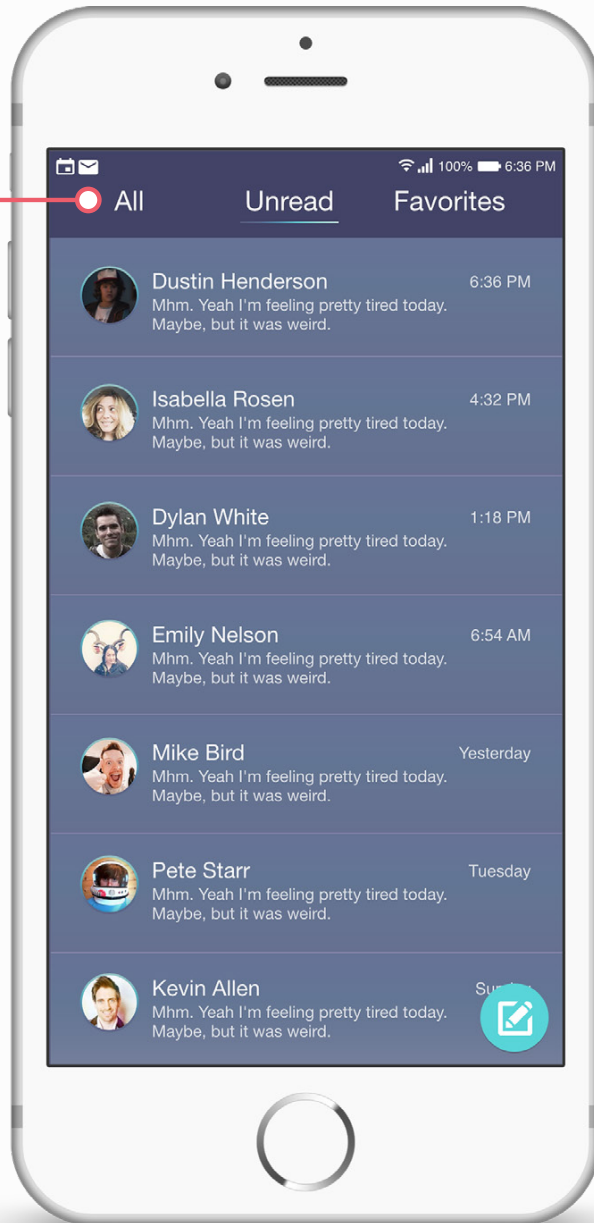 100% 6:36 PM
All Unread Favorites
Dustin Henderson 6:36 PM
Mhm. Yeah I'm feeling pretty tired today.
Maybe, but it was weird.
Isabella Rosen 4:32 PM
Mhm. Yeah I'm feeling pretty tired today.
Maybe, but it was weird.
Dylan White 1:18 PM
Mhm. Yeah I'm feeling pretty tired today.
Maybe, but it was weird.
Emily Nelson 6:54 AM
Mhm. Yeah I'm feeling pretty tired today.
Maybe, but it was weird.
Mike Bird Yesterday
Mhm. Yeah I'm feeling pretty tired today.
Maybe, but it was weird.
Pete Starr Tuesday
Mhm. Yeah I'm feeling pretty tired today.
Maybe, but it was weird.
Kevin Allen
Mhm. Yeah I'm feeling pretty tired today.
Maybe, but it was weird.